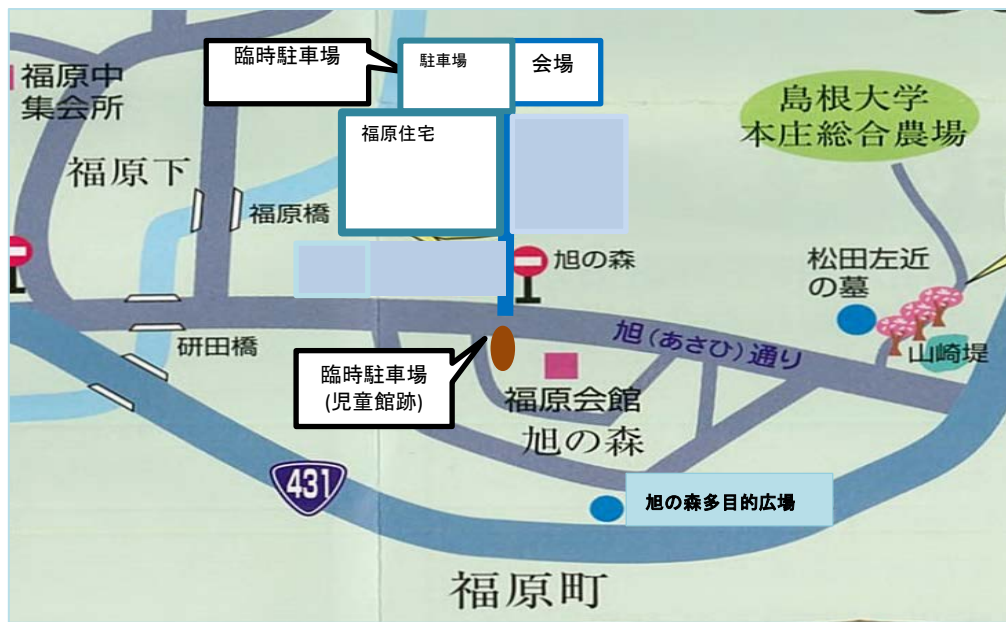 臨時駐車場
駐車場
会場
福原中
集会所
福原住宅
島根大学
本庄総合農場
福原下
福原橋
旭の森
松田左近
の墓
研田橋
旭(あさひ)通り
山崎堤
臨時駐車場
(児童館跡)
福原会館
旭の森
431
旭の森多目的広場
福原町